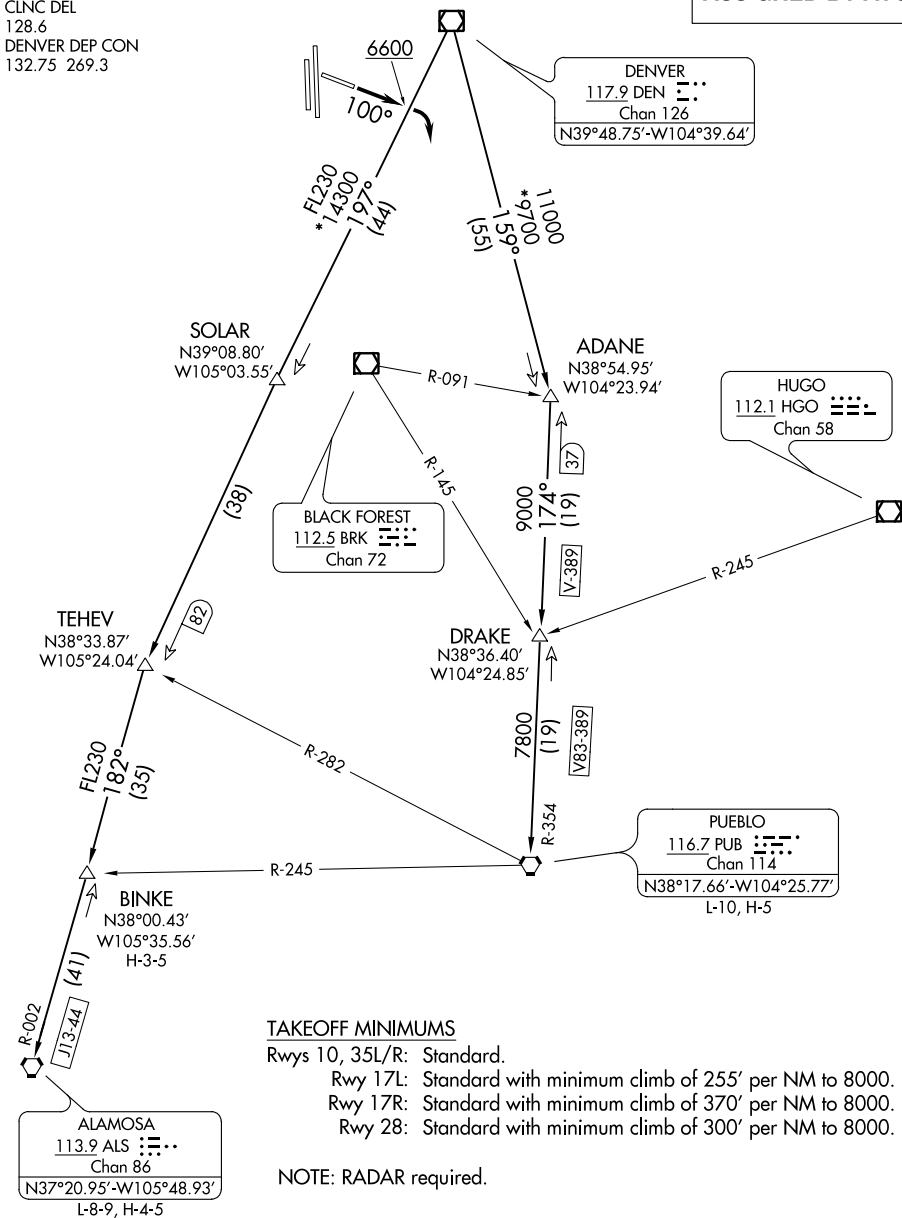 CLNC DEL
128.6
DENVER DEP CON
132.75 269.3
6600
100°
DENVER
117.9 DEN
Chan 126
N39°48.75'-W104°39.64'
FL230
*14300
197°
(44)
11000
*9700
159°
(55)
SOLAR
N39°08.80'
W105°03.55'
ADANE
N38°54.95'
W104°23.94'
R-091
HUGO
112.1 HGO
Chan 58
37
R-145
9000
174°
(19)
(38)
BLACK FOREST
112.5 BRK
Chan 72
V-389
R-245
82
TEHEV
N38°33.87'
W105°24.04'
DRAKE
N38°36.40'
W104°24.85'
7800
(19)
V83-389
R-282
FL230
182°
(35)
R-354
PUEBLO
116.7 PUB
Chan 114
N38°17.66'-W104°25.77'
L-10, H-5
R-245
BINKE
N38°00.43'
W105°35.56'
H-3-5
(41)
R-002
J13-44
TAKEOFF MINIMUMS
Rwys 10, 35L/R: Standard.
Rwy 17L: Standard with minimum climb of 255' per NM to 8000.
Rwy 17R: Standard with minimum climb of 370' per NM to 8000.
Rwy 28: Standard with minimum climb of 300' per NM to 8000.
ALAMOSA
113.9 ALS
Chan 86
N37°20.95'-W105°48.93'
L-8-9, H-4-5
NOTE: RADAR required.